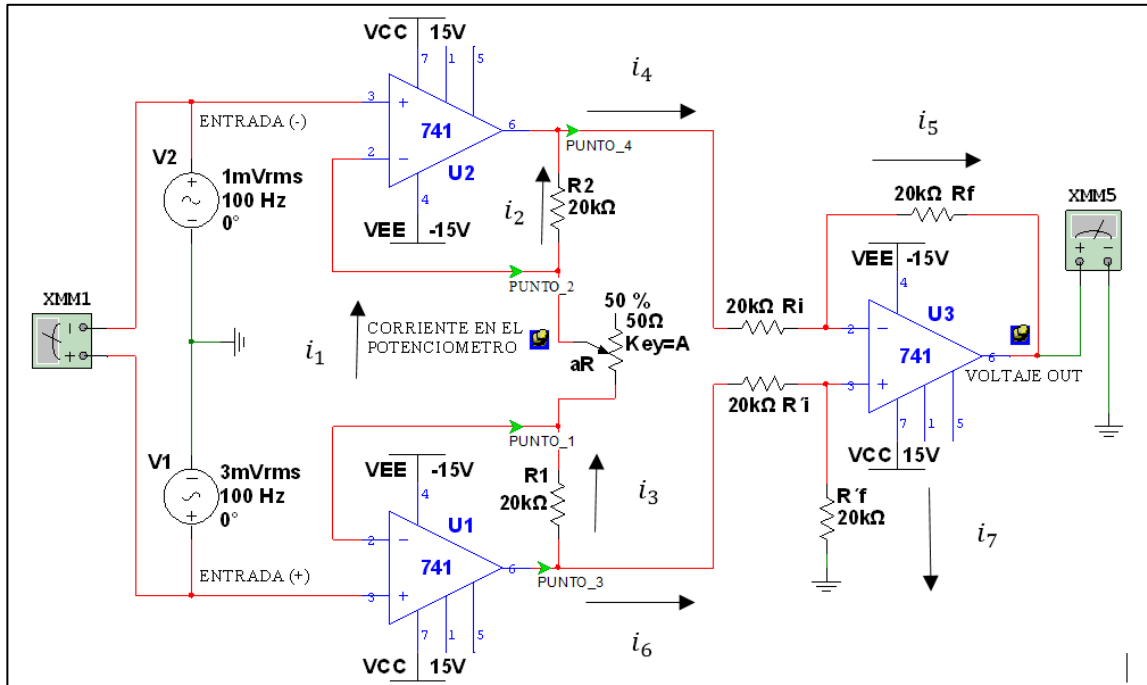 VCC 15V
7
1
5
i₄
3
+
ENTRADA (-)
741
6
PUNTO_4
i₅
2
−
U2
V2
+
1mVrms
100 Hz
0°
R2
20kΩ
i₂
4
VEE -15V
20kΩ Rf
XMM5
+ −
VEE -15V
4
PUNTO_2
XMM1
−
+
i₁
CORRIENTE EN EL
POTENCIOMETRO
50 %
50Ω
Key=A
aR
20kΩ Ri
2
−
U3
741
6
VOLTAJE OUT
20kΩ R´i
3
+
7
1
5
PUNTO_1
VEE -15V
4
VCC 15V
V1
−
3mVrms
100 Hz
0°
+
R1
20kΩ
i₃
U1
2
−
741
6
PUNTO_3
R´f
20kΩ
i₇
ENTRADA (+)
3
+
7
1
5
i₆
VCC 15V